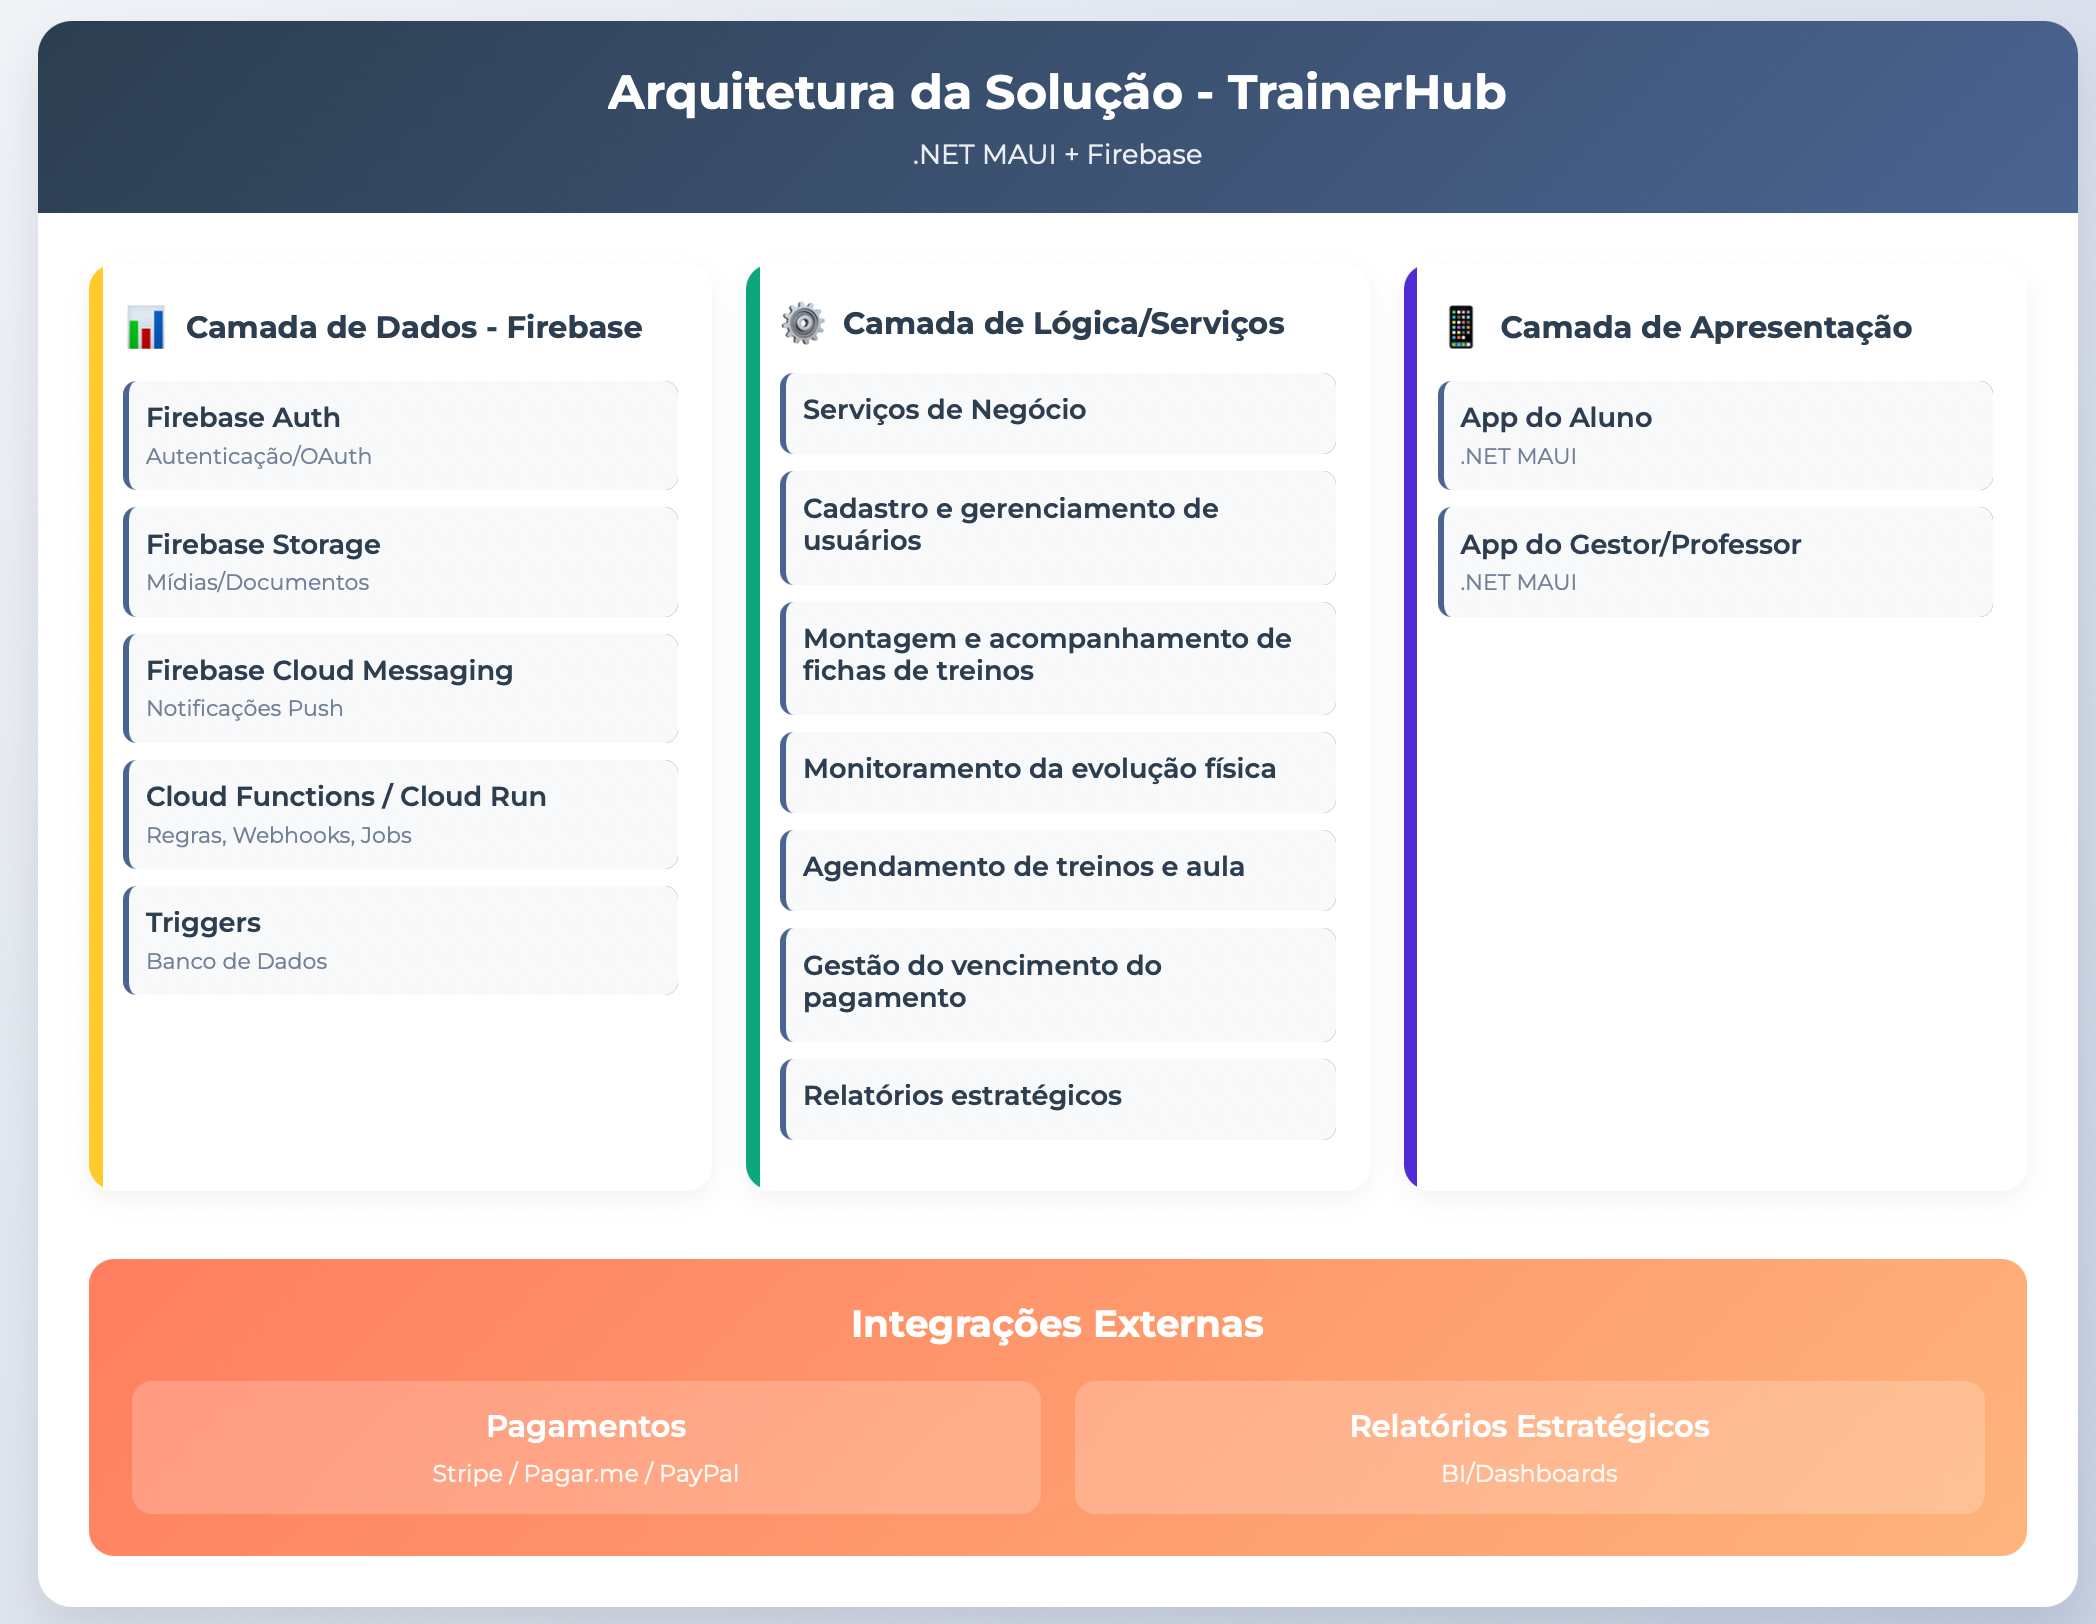 Arquitetura da Solução - TrainerHub
.NET MAUI + Firebase
Camada de Dados - Firebase
Firebase Auth
Autenticação/OAuth
Firebase Storage
Mídias/Documentos
Firebase Cloud Messaging
Notificações Push
Cloud Functions / Cloud Run
Regras, Webhooks, Jobs
Triggers
Banco de Dados
Camada de Lógica/Serviços
Serviços de Negócio
Cadastro e gerenciamento de
usuários
Montagem e acompanhamento de
fichas de treinos
Monitoramento da evolução física
Agendamento de treinos e aula
Gestão do vencimento do
pagamento
Relatórios estratégicos
Camada de Apresentação
App do Aluno
.NET MAUI
App do Gestor/Professor
.NET MAUI
Integrações Externas
Pagamentos
Stripe / Pagar.me / PayPal
Relatórios Estratégicos
BI/Dashboards